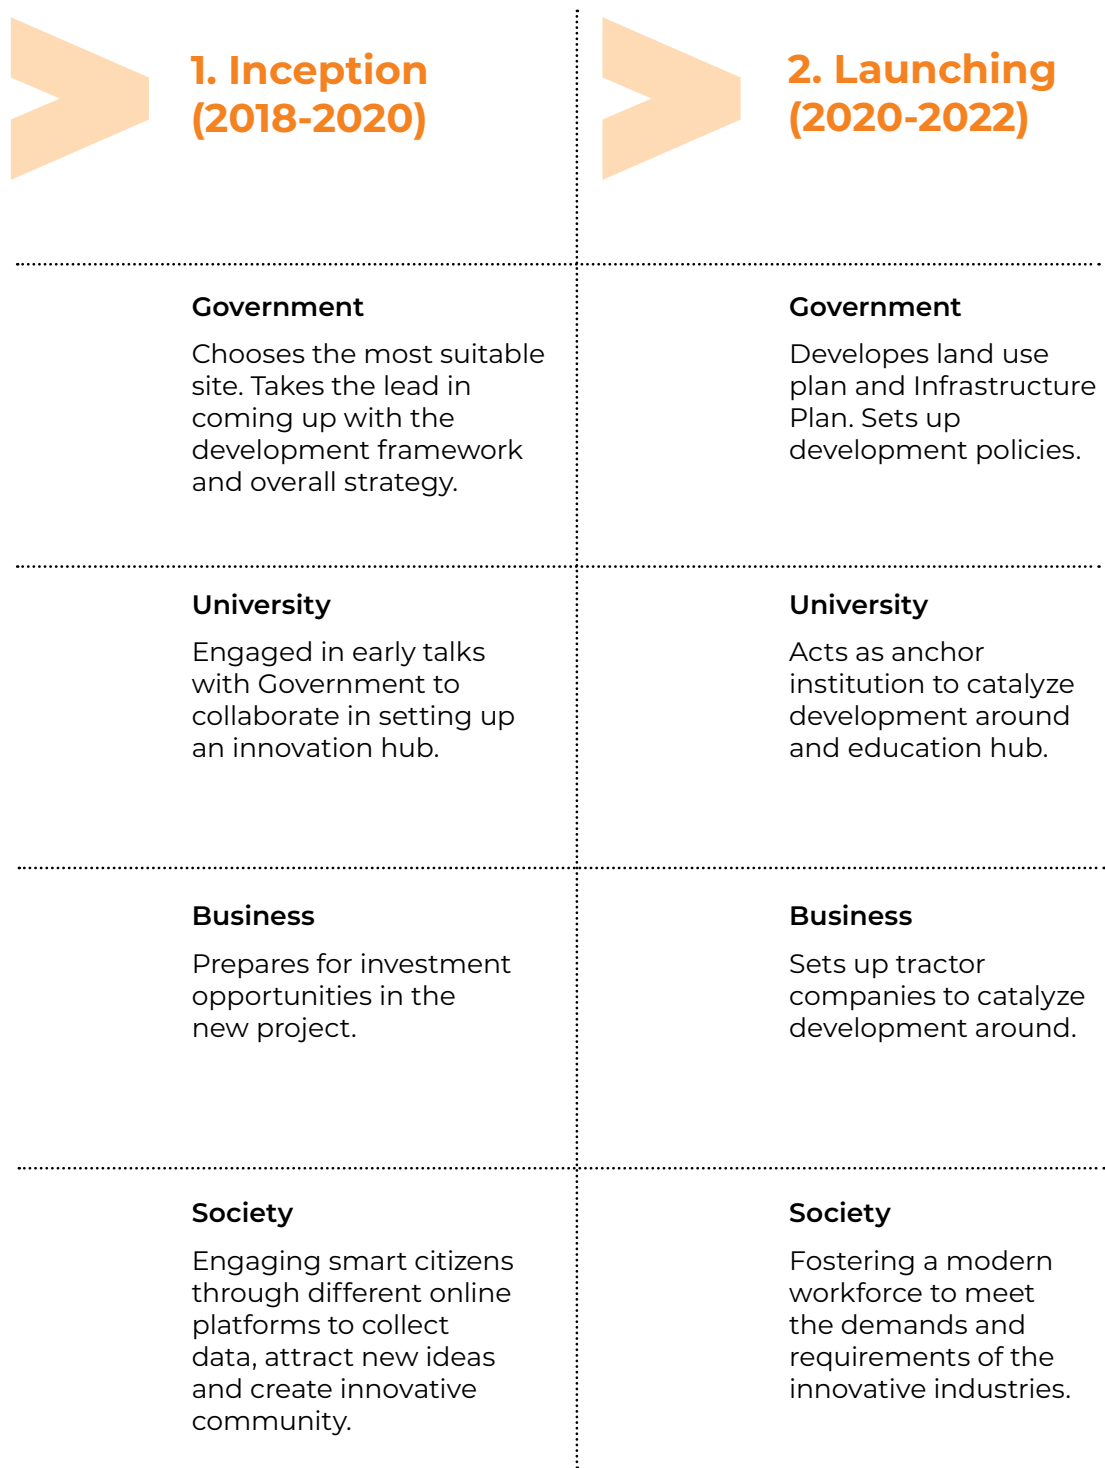 1. Inception
(2018-2020)
2. Launching
(2020-2022)
Government
Chooses the most suitable
site. Takes the lead in
coming up with the
development framework
and overall strategy.
Government
Developes land use
plan and Infrastructure
Plan. Sets up
development policies.
University
Engaged in early talks
with Government to
collaborate in setting up
an innovation hub.
University
Acts as anchor
institution to catalyze
development around
and education hub.
Business
Prepares for investment
opportunities in the
new project.
Business
Sets up tractor
companies to catalyze
development around.
Society
Engaging smart citizens
through different online
platforms to collect
data, attract new ideas
and create innovative
community.
Society
Fostering a modern
workforce to meet
the demands and
requirements of the
innovative industries.